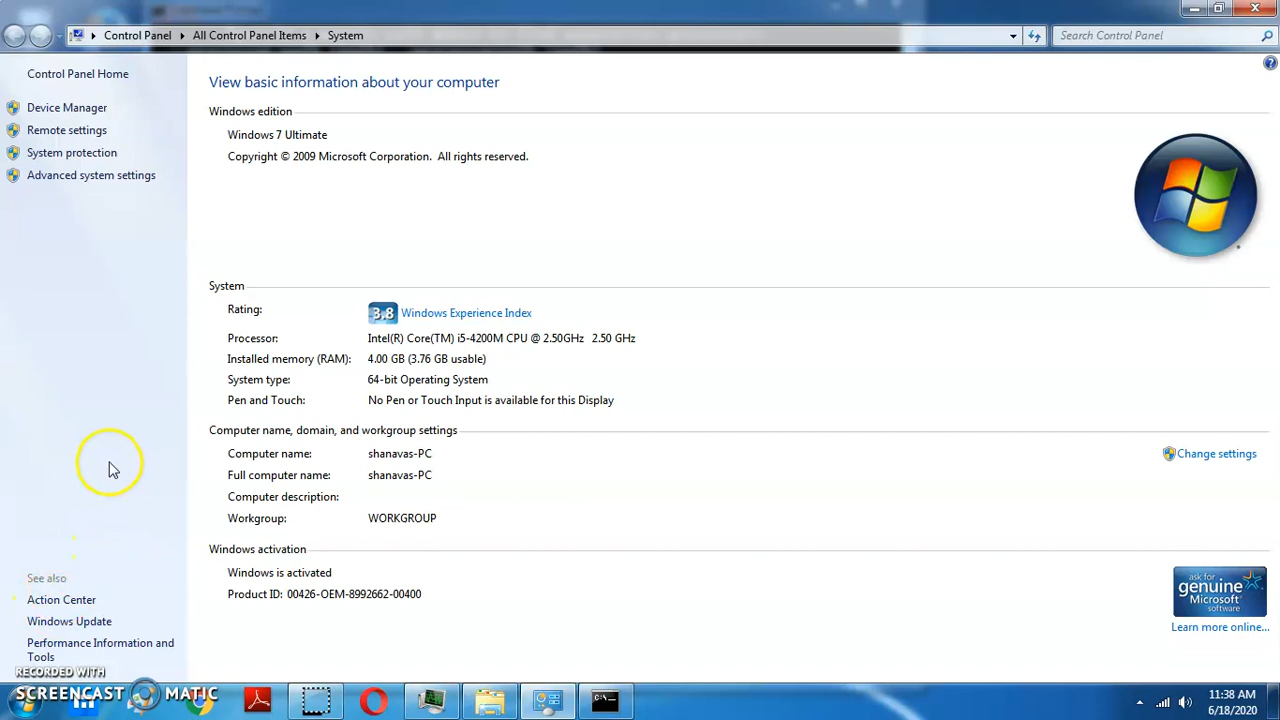 Control Panel All Control Panel Items System
Search Control Panel
Control Panel Home
Device Manager
Remote settings
System protection
Advanced system settings
View basic information about your computer
Windows edition
Windows 7 Ultimate
Copyright © 2009 Microsoft Corporation. All rights reserved.
System
Rating: 3.8 Windows Experience Index
Processor: Intel(R) Core(TM) i5-4200M CPU @ 2.50GHz 2.50 GHz
Installed memory (RAM): 4.00 GB (3.76 GB usable)
System type: 64-bit Operating System
Pen and Touch: No Pen or Touch Input is available for this Display
Computer name, domain, and workgroup settings
Computer name: shanavas-PC
Change settings
Full computer name: shanavas-PC
Computer description:
Workgroup: WORKGROUP
Windows activation
Windows is activated
Product ID: 00426-OEM-8992662-00400
ask for
genuine
Microsoft
software
Learn more online...
See also
Action Center
Windows Update
Performance Information and
Tools
RECORDED WITH
SCREENCAST MATIC
C:\
11:38 AM
6/18/2020